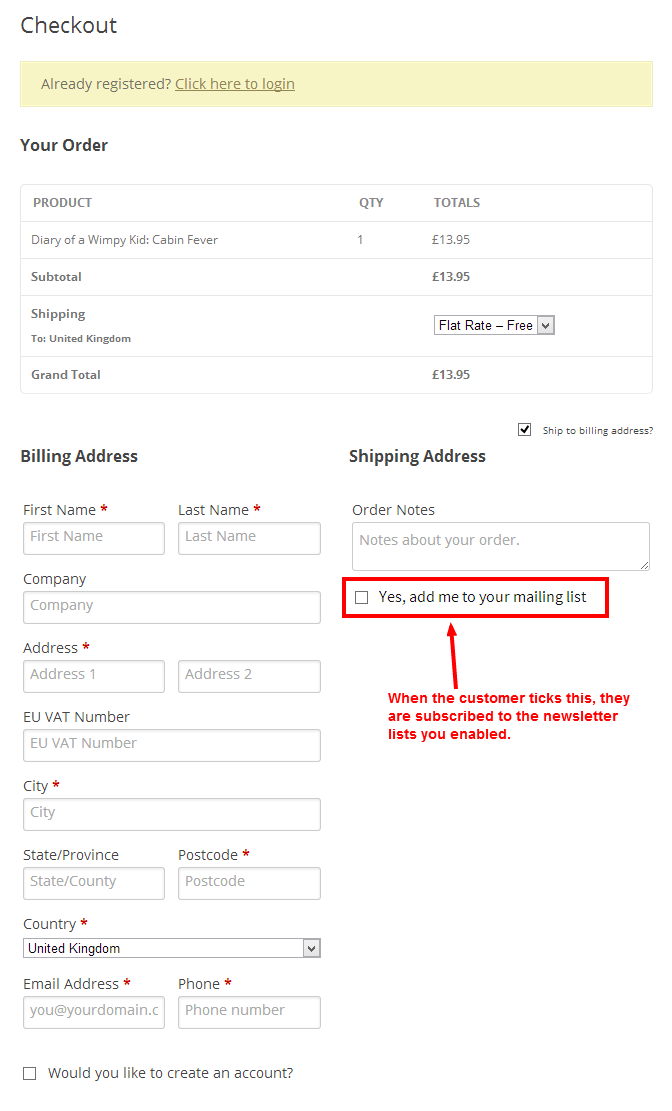 Checkout
Already registered? Click here to login
Your Order
PRODUCT QTY TOTALS
Diary of a Wimpy Kid: Cabin Fever 1 £13.95
Subtotal £13.95
Shipping
To: United Kingdom
Flat Rate – Free
Grand Total £13.95
Ship to billing address?
Billing Address
First Name * Last Name *
First Name Last Name
Company
Company
Address *
Address 1 Address 2
EU VAT Number
EU VAT Number
City *
City
State/Province Postcode *
State/County Postcode
Country *
United Kingdom
Email Address * Phone *
you@yourdomain.c Phone number
Would you like to create an account?
Shipping Address
Order Notes
Notes about your order.
Yes, add me to your mailing list
When the customer ticks this, they
are subscribed to the newsletter
lists you enabled.